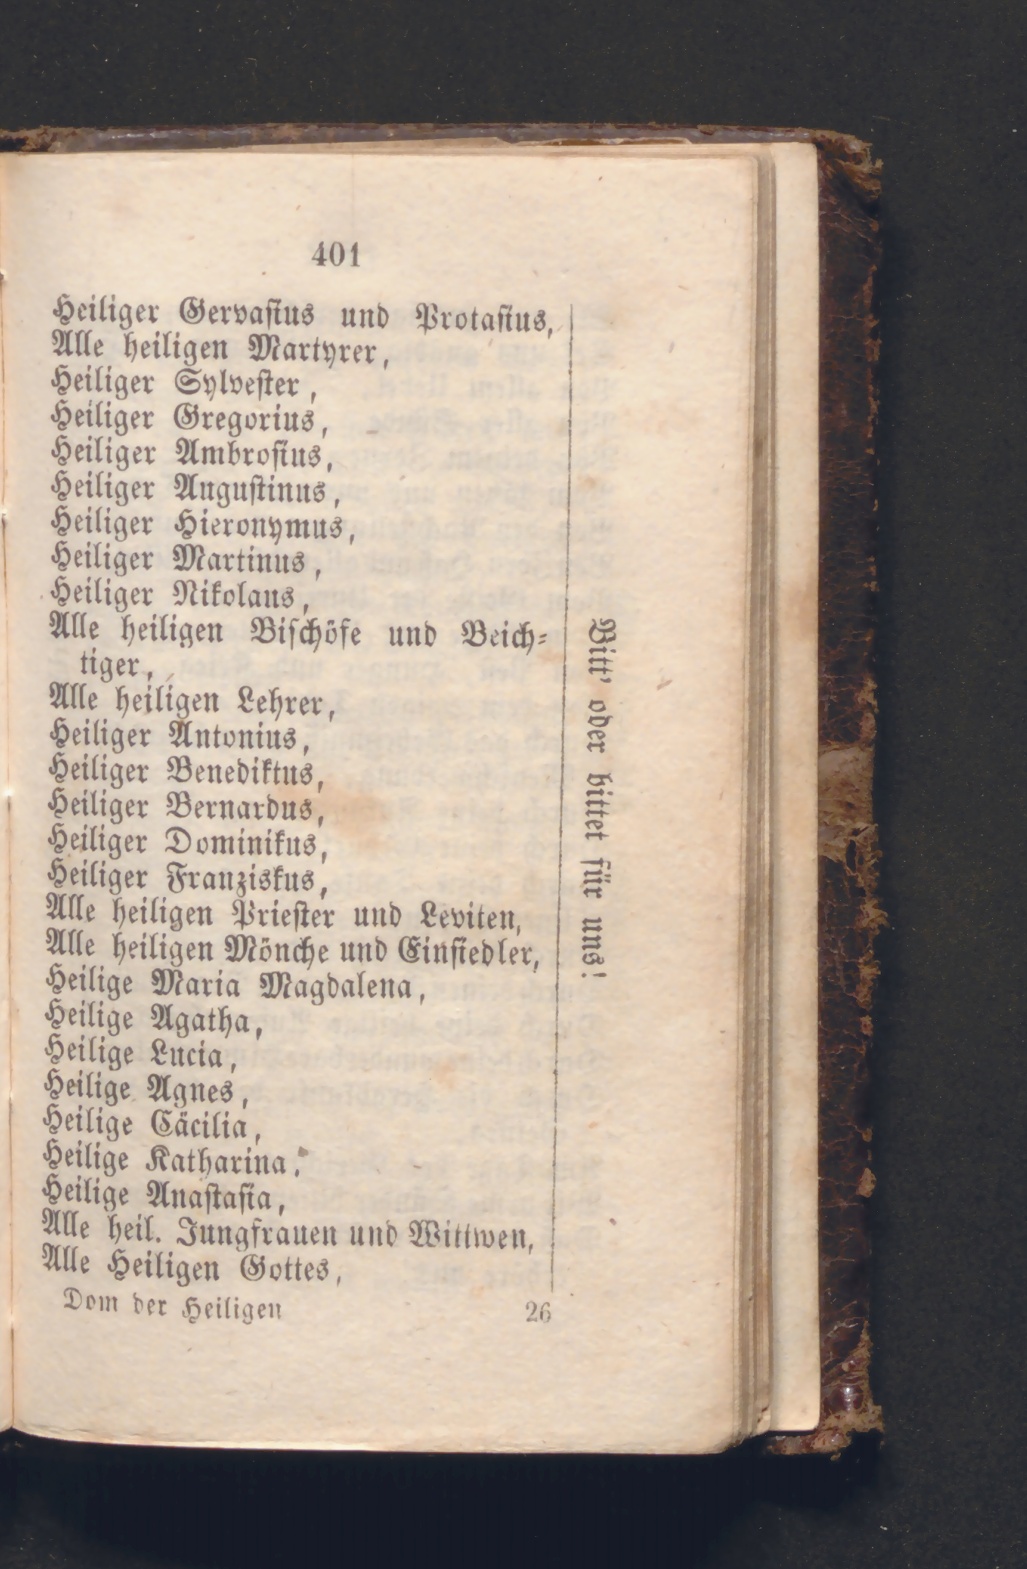 401
Heiliger Gervasius und Protasius,
Alle heiligen Martyrer,
Heiliger Sylvester,
Heiliger Gregorius,
Heiliger Ambrosius,
Heiliger Augustinus,
Heiliger Hieronymus,
Heiliger Martinus,
Heiliger Nikolaus,
Alle heiligen Bischöfe und Beich-
tiger,
Alle heiligen Lehrer,
Heiliger Antonius,
Heiliger Benediktus,
Heiliger Bernardus,
Heiliger Dominikus,
Heiliger Franziskus,
Alle heiligen Priester und Leviten,
Alle heiligen Mönche und Einsiedler,
Heilige Maria Magdalena,
Heilige Agatha,
Heilige Lucia,
Heilige Agnes,
Heilige Cäcilia,
Heilige Katharina,
Heilige Anastasia,
Alle heil. Jungfrauen und Wittwen,
Alle Heiligen Gottes,
Bitt' oder bittet für uns!
Dom der Heiligen 26